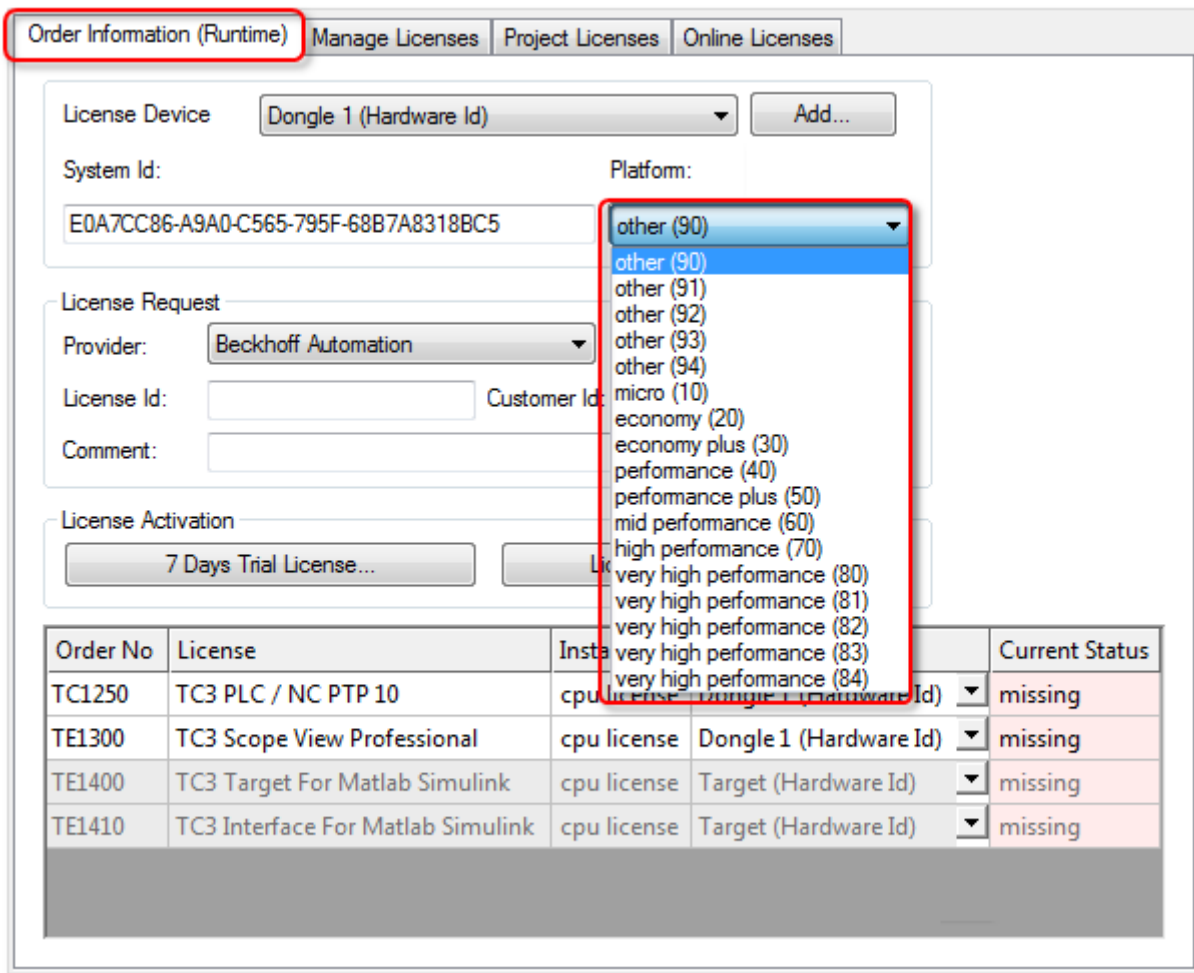 Order Information (Runtime) Manage Licenses Project Licenses Online Licenses
License Device Dongle 1 (Hardware Id) Add...
System Id: Platform:
E0A7CC86-A9A0-C565-795F-68B7A8318BC5 other (90)
other (90)
other (91)
other (92)
other (93)
other (94)
micro (10)
economy (20)
economy plus (30)
performance (40)
performance plus (50)
mid performance (60)
high performance (70)
very high performance (80)
very high performance (81)
very high performance (82)
very high performance (83)
very high performance (84)
License Request
Provider: Beckhoff Automation
License Id: Customer Id:
Comment:
License Activation
7 Days Trial License...
Order No License Current Status
TC1250 TC3 PLC / NC PTP 10 cpu license Dongle 1 (Hardware Id) missing
TE1300 TC3 Scope View Professional cpu license Dongle 1 (Hardware Id) missing
TE1400 TC3 Target For Matlab Simulink cpu license Target (Hardware Id) missing
TE1410 TC3 Interface For Matlab Simulink cpu license Target (Hardware Id) missing